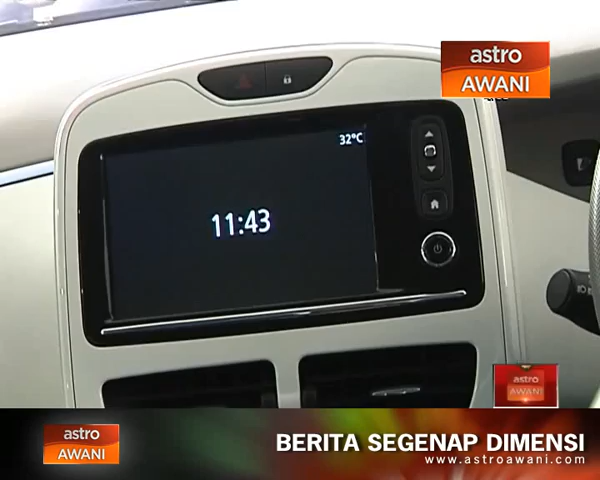 astro
AWANI
32°C
11:43
astro
AWANI
astro
AWANI
BERITA SEGENAP DIMENSI
www.astroawani.com